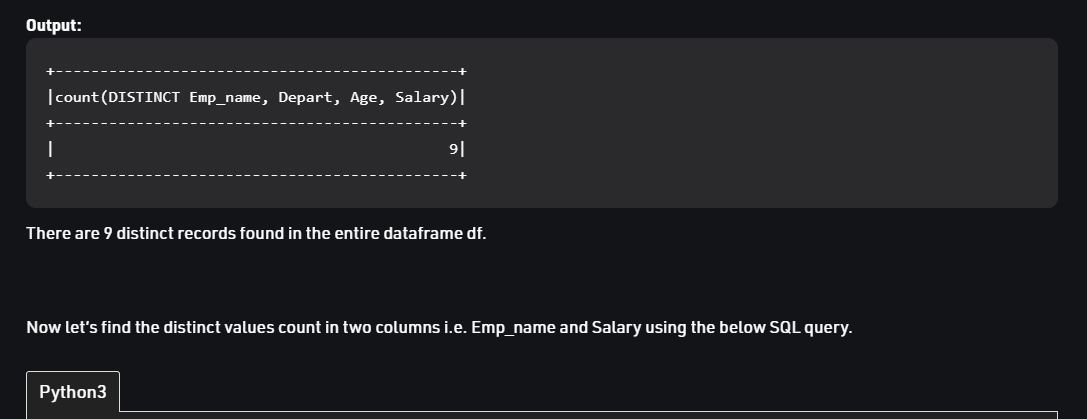 Output:
+---------------------------------------------+
|count(DISTINCT Emp_name, Depart, Age, Salary)|
+---------------------------------------------+
|                                            9|
+---------------------------------------------+
There are 9 distinct records found in the entire dataframe df.
Now let’s find the distinct values count in two columns i.e. Emp_name and Salary using the below SQL query.
Python3